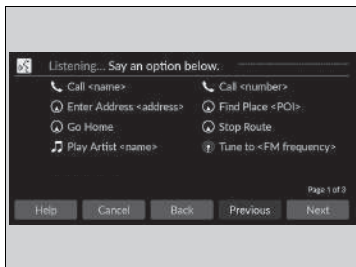 Listening... Say an option below.
Call <name>
Call <number>
Enter Address <address>
Find Place <POI>
Go Home
Stop Route
Play Artist <name>
Tune to <FM frequency>
Page 1 of 3
Help Cancel Back Previous Next